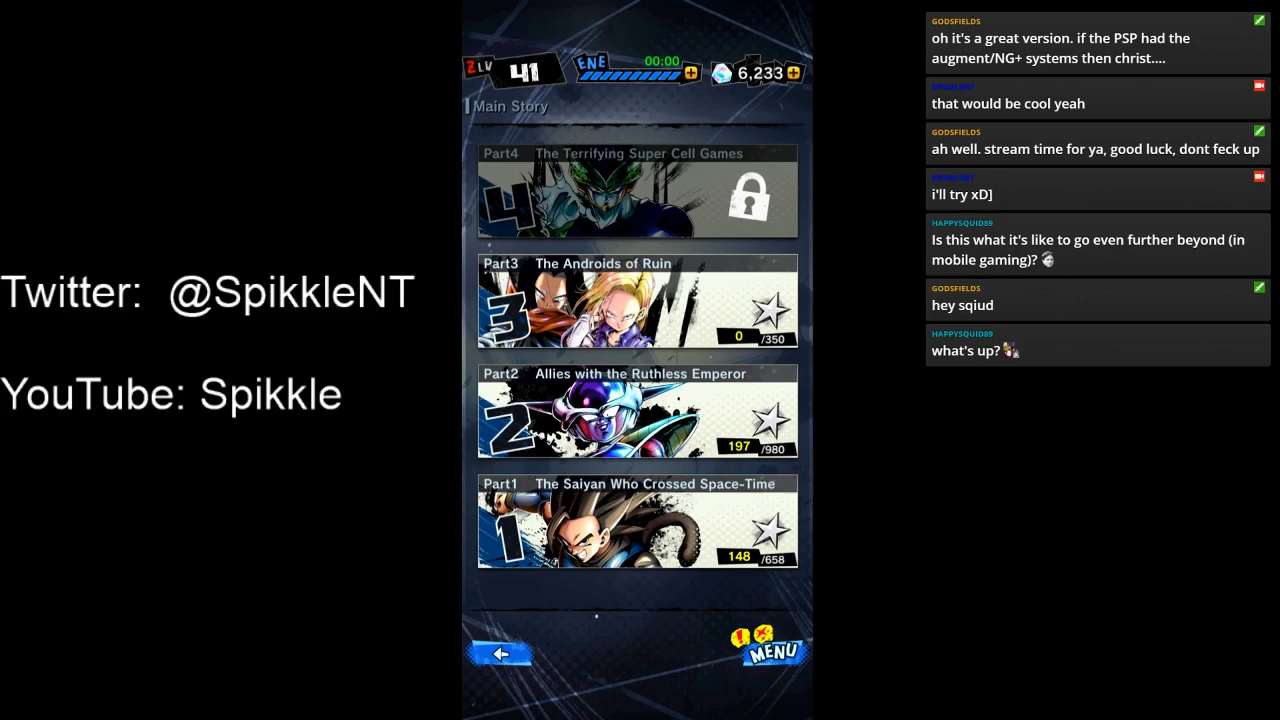 Twitter: @SpikkleNT
YouTube: Spikkle
Z LV 41
ENE 00:00
6,233
Main Story
Part4 The Terrifying Super Cell Games
4
Part3 The Androids of Ruin
3
0 /350
Part2 Allies with the Ruthless Emperor
2
197 /980
Part1 The Saiyan Who Crossed Space-Time
1
148 /658
MENU
GODSFIELDS
oh it's a great version. if the PSP had the
augment/NG+ systems then christ....
that would be cool yeah
GODSFIELDS
ah well. stream time for ya, good luck, dont feck up
i'll try xD]
HAPPYSQUID89
Is this what it's like to go even further beyond (in
mobile gaming)?
GODSFIELDS
hey sqiud
HAPPYSQUID89
what's up?